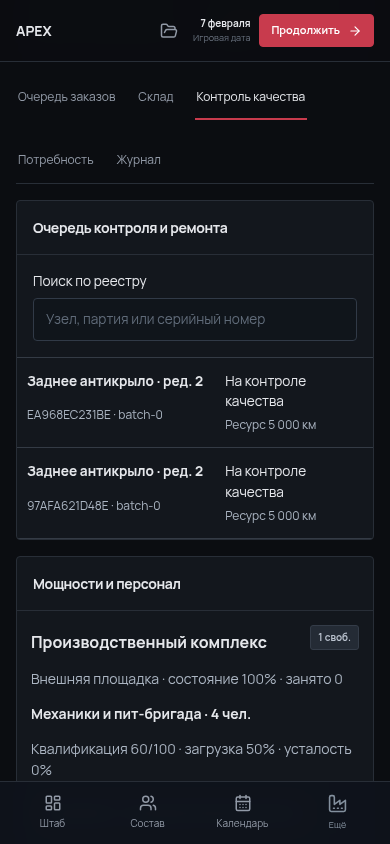 APEX
7 февраля
Игровая дата
Продолжить
Очередь заказов
Склад
Контроль качества
Потребность
Журнал
Очередь контроля и ремонта
Поиск по реестру
Узел, партия или серийный номер
Заднее антикрыло · ред. 2
На контроле
качества
EA968EC231BE · batch-0
Ресурс 5 000 км
Заднее антикрыло · ред. 2
На контроле
качества
97AFA621D48E · batch-0
Ресурс 5 000 км
Мощности и персонал
Производственный комплекс
1 своб.
Внешняя площадка · состояние 100% · занято 0
Механики и пит-бригада · 4 чел.
Квалификация 60/100 · загрузка 50% · усталость
0%
Штаб
Состав
Календарь
Ещё